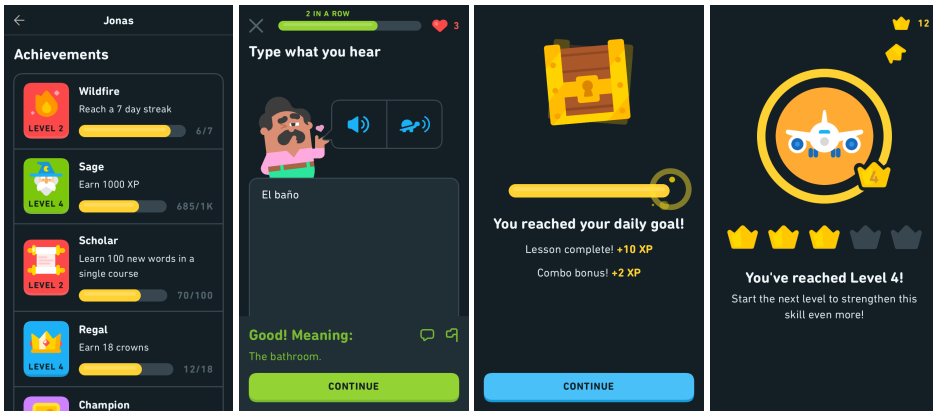 Jonas
Achievements
Wildfire
Reach a 7 day streak
LEVEL 2
6/7
Sage
Earn 1000 XP
LEVEL 4
685/1K
Scholar
Learn 100 new words in a
single course
LEVEL 2
70/100
Regal
Earn 18 crowns
LEVEL 4
12/18
Champion
2 IN A ROW
3
Type what you hear
El baño
Good! Meaning:
The bathroom.
CONTINUE
You reached your daily goal!
Lesson complete! +10 XP
Combo bonus! +2 XP
CONTINUE
12
4
You've reached Level 4!
Start the next level to strengthen this
skill even more!